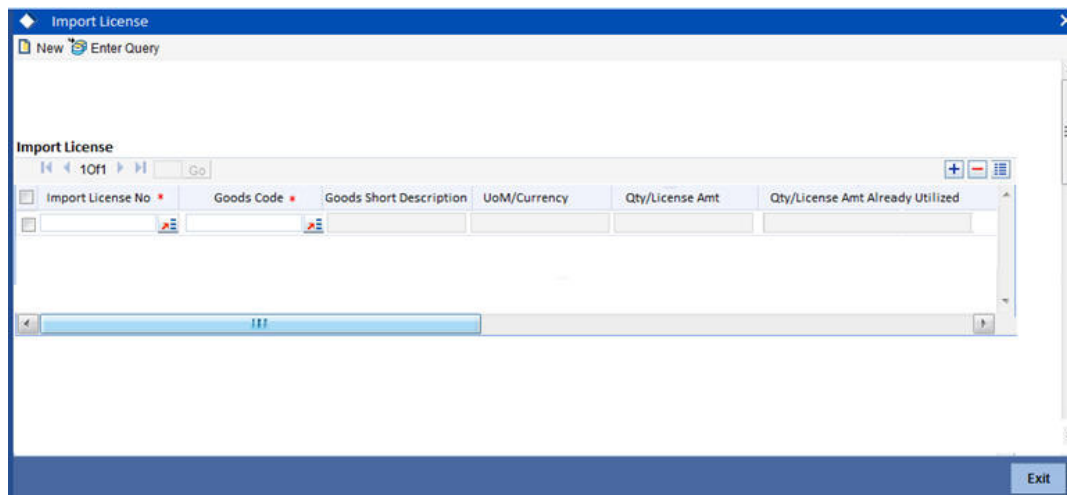 Import License
New Enter Query
Import License
1Of1 Go
Import License No * Goods Code * Goods Short Description UoM/Currency Qty/License Amt Qty/License Amt Already Utilized
Exit